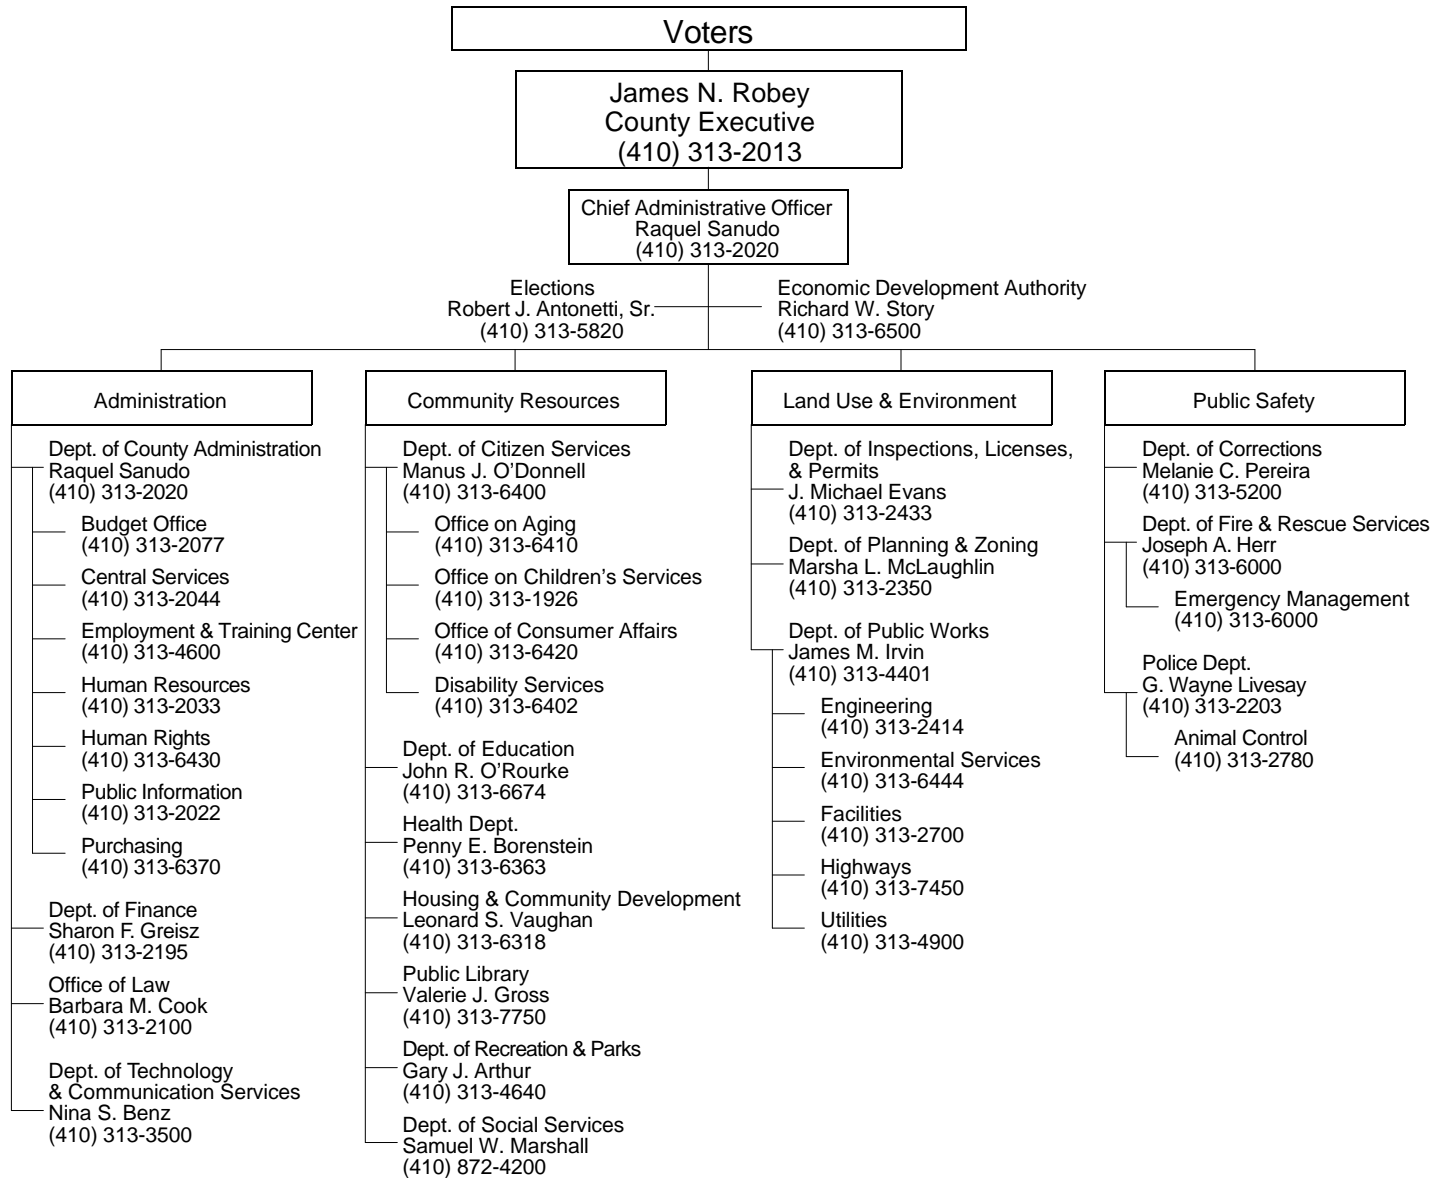 Voters
James N. Robey
County Executive
(410) 313-2013
Chief Administrative Officer
Raquel Sanudo
(410) 313-2020
Elections
Robert J. Antonetti, Sr.
(410) 313-5820
Economic Development Authority
Richard W. Story
(410) 313-6500
Administration
Dept. of County Administration
Raquel Sanudo
(410) 313-2020
Budget Office
(410) 313-2077
Central Services
(410) 313-2044
Employment & Training Center
(410) 313-4600
Human Resources
(410) 313-2033
Human Rights
(410) 313-6430
Public Information
(410) 313-2022
Purchasing
(410) 313-6370
Dept. of Finance
Sharon F. Greisz
(410) 313-2195
Office of Law
Barbara M. Cook
(410) 313-2100
Dept. of Technology
& Communication Services
Nina S. Benz
(410) 313-3500
Community Resources
Dept. of Citizen Services
Manus J. O'Donnell
(410) 313-6400
Office on Aging
(410) 313-6410
Office on Children's Services
(410) 313-1926
Office of Consumer Affairs
(410) 313-6420
Disability Services
(410) 313-6402
Dept. of Education
John R. O'Rourke
(410) 313-6674
Health Dept.
Penny E. Borenstein
(410) 313-6363
Housing & Community Development
Leonard S. Vaughan
(410) 313-6318
Public Library
Valerie J. Gross
(410) 313-7750
Dept. of Recreation & Parks
Gary J. Arthur
(410) 313-4640
Dept. of Social Services
Samuel W. Marshall
(410) 872-4200
Land Use & Environment
Dept. of Inspections, Licenses,
& Permits
J. Michael Evans
(410) 313-2433
Dept. of Planning & Zoning
Marsha L. McLaughlin
(410) 313-2350
Dept. of Public Works
James M. Irvin
(410) 313-4401
Engineering
(410) 313-2414
Environmental Services
(410) 313-6444
Facilities
(410) 313-2700
Highways
(410) 313-7450
Utilities
(410) 313-4900
Public Safety
Dept. of Corrections
Melanie C. Pereira
(410) 313-5200
Dept. of Fire & Rescue Services
Joseph A. Herr
(410) 313-6000
Emergency Management
(410) 313-6000
Police Dept.
G. Wayne Livesay
(410) 313-2203
Animal Control
(410) 313-2780